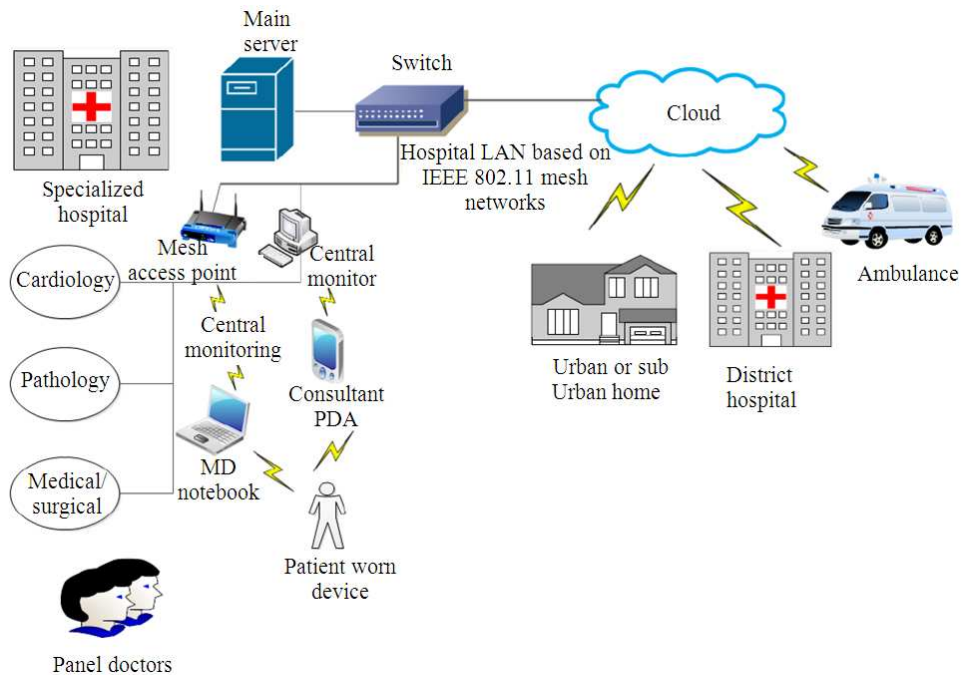 Main
server
Switch
Cloud
Specialized
hospital
Hospital LAN based on
IEEE 802.11 mesh
networks
Mesh
access point
Central
monitor
Ambulance
Cardiology
Central
monitoring
Urban or sub
Urban home
District
hospital
Pathology
Consultant
PDA
MD
notebook
Medical/
surgical
Patient worn
device
Panel doctors